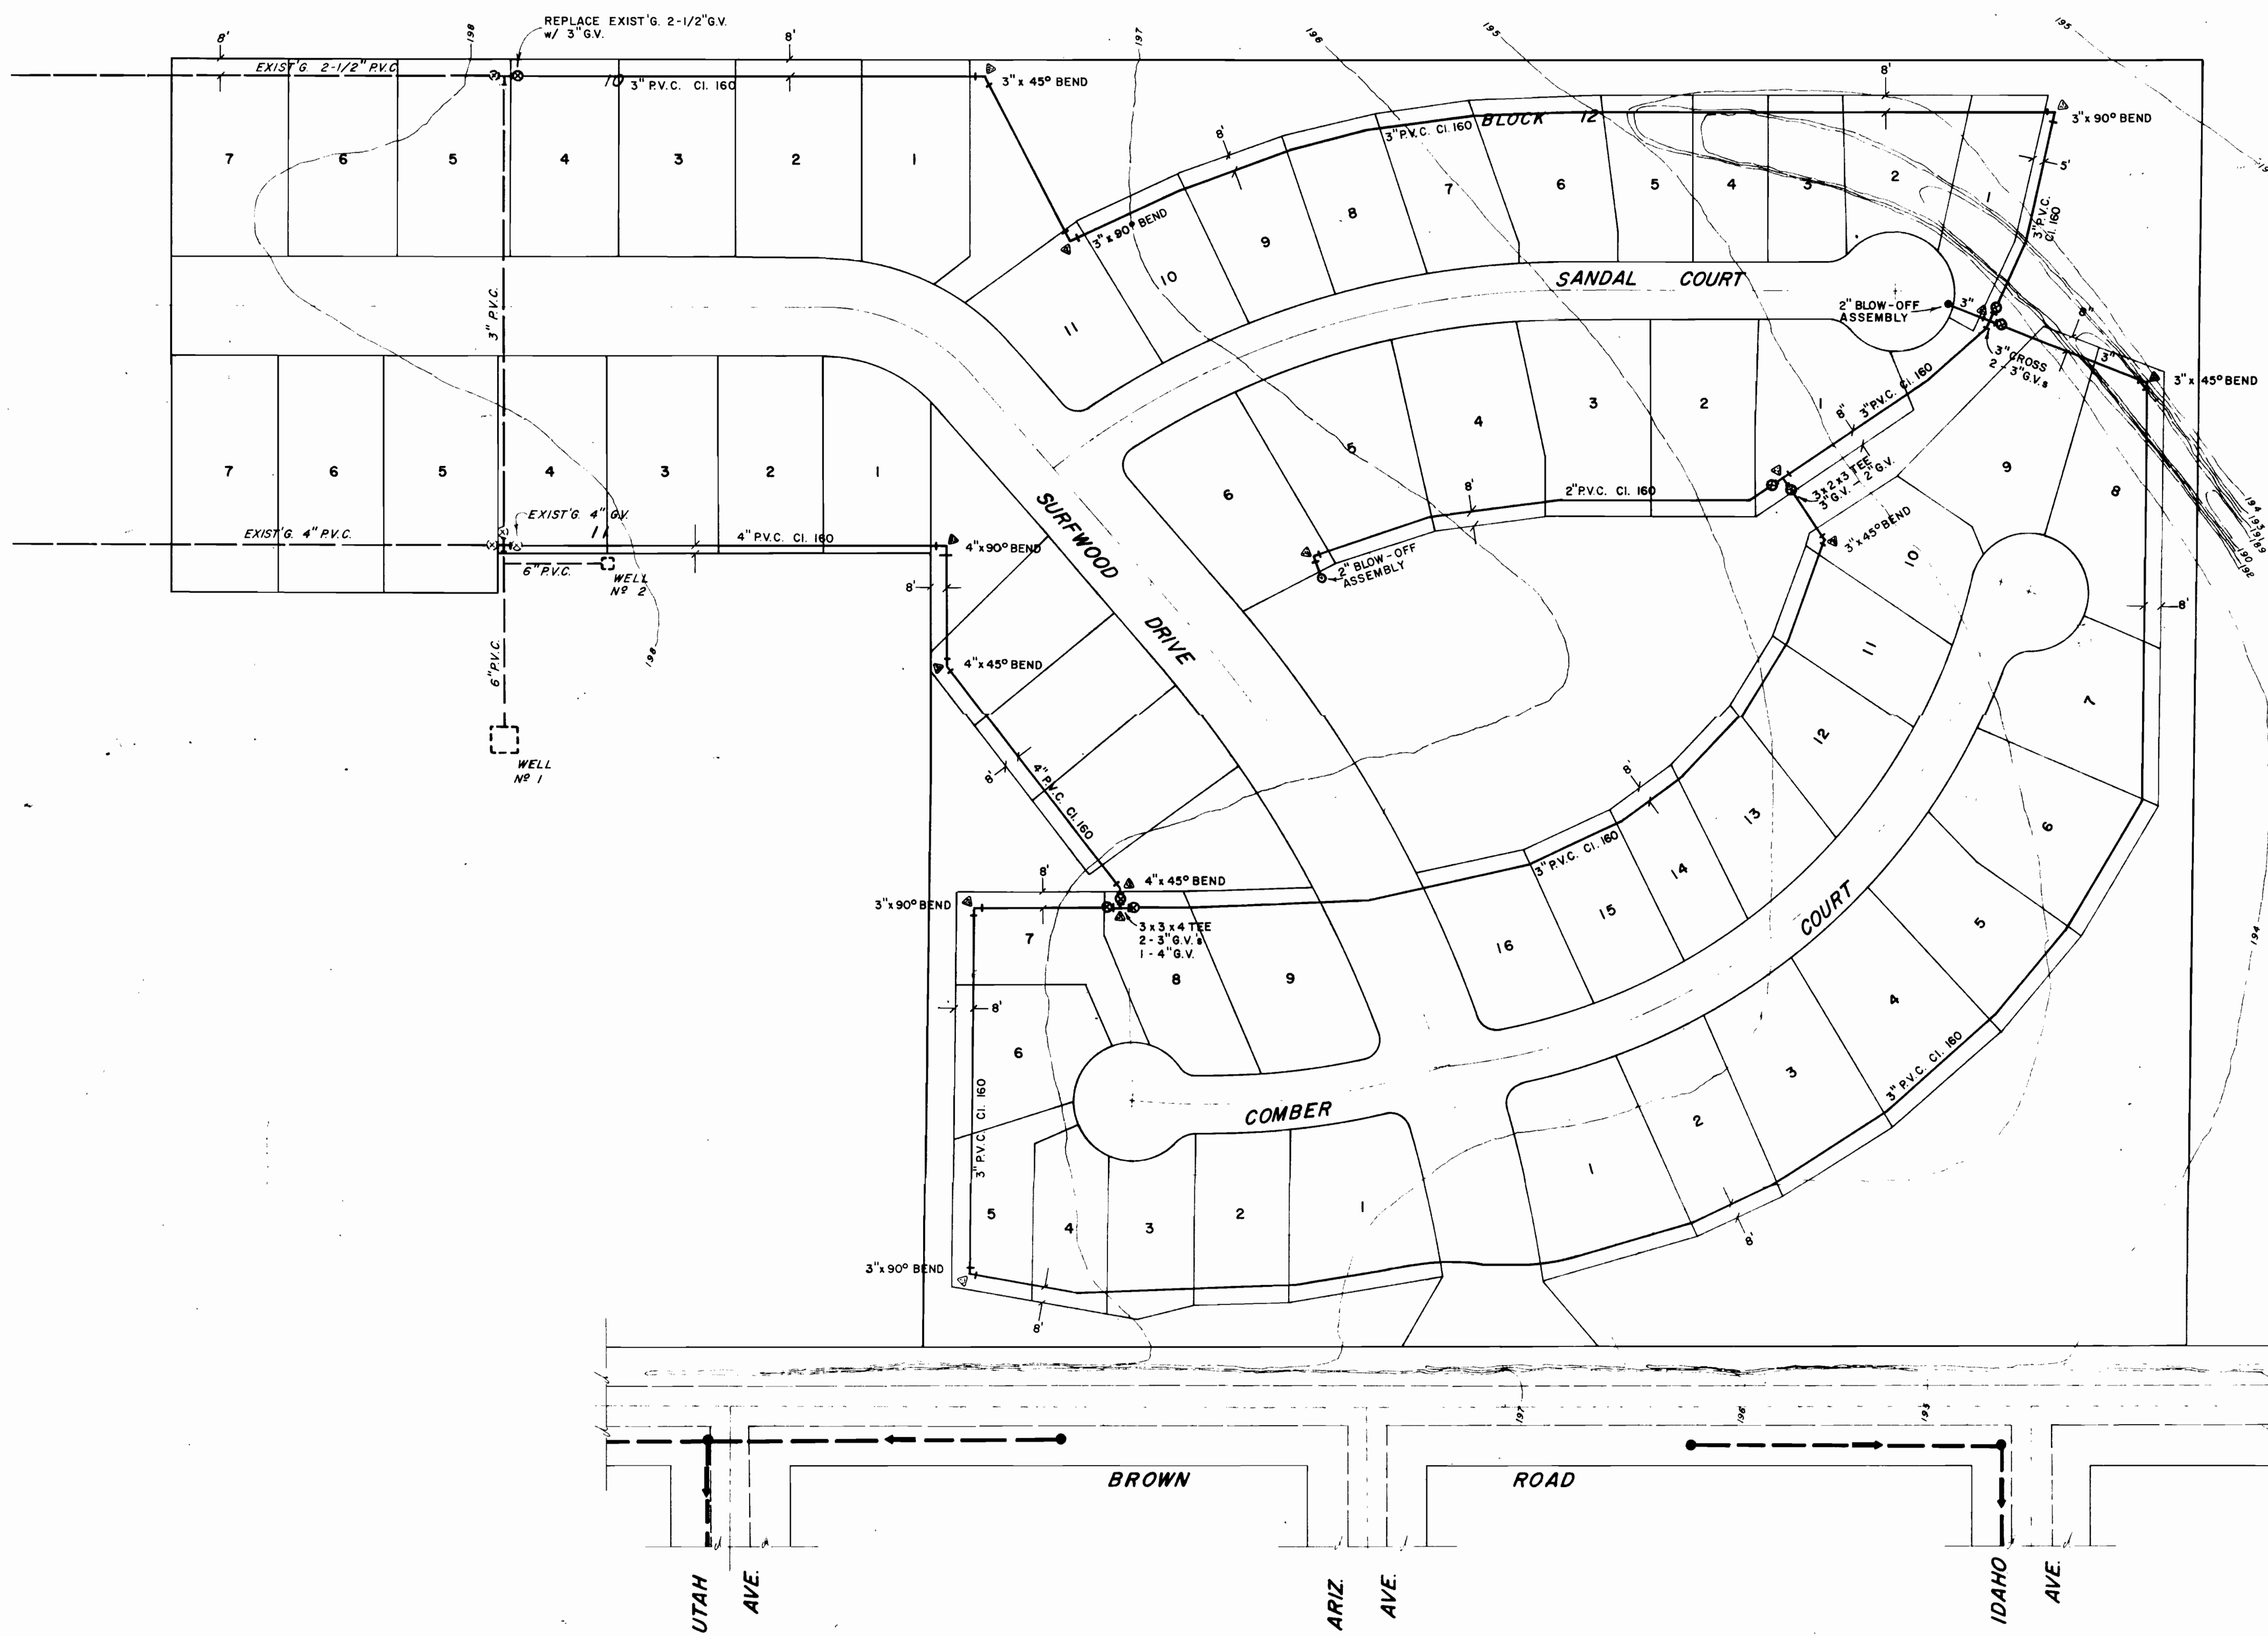 REPLACE EXIST'G. 2-1/2" G.V.
w/ 3" G.V.
8'
198
8'
197
196
195
195
EXIST'G 2-1/2" P.V.C.
10
3" P.V.C. Cl. 160
3" x 45° BEND
8'
3" x 90° BEND
BLOCK 12
3" P.V.C. Cl. 160
8'
5'
3" P.V.C.
Cl. 160
7
6
5
4
3
2
1
3" x 90° BEND
11
10
9
8
7
6
5
4
3
2
1
SANDAL COURT
3" P.V.C.
2" BLOW-OFF
ASSEMBLY
3"
3" CROSS
2 - 3" G.V.s
8"
3"
3" x 45° BEND
3" P.V.C. Cl. 160
8"
7
6
5
4
3
2
1
6
5
4
3
2
1
3x2x3 TEE
3" G.V. - 2" G.V.
2" P.V.C. Cl. 160
8'
2" BLOW-OFF
ASSEMBLY
3" x 45° BEND
194
193
191
189
190
192
EXIST'G. 4" G.V.
EXIST'G. 4" P.V.C.
11
4" P.V.C. Cl. 160
4" x 90° BEND
6" P.V.C.
WELL
Nº 2
8'
198
6" P.V.C.
4" x 45° BEND
WELL
Nº 1
SURFWOOD DRIVE
8'
4" P.V.C. Cl. 160
9
8
10
11
12
13
14
15
16
7
6
5
4
3
2
1
8'
8'
3" P.V.C. Cl. 160
8'
4" x 45° BEND
3" x 90° BEND
3 x 3 x 4 TEE
2 - 3" G.V.'s
1 - 4" G.V.
7
8
9
8'
6
194
COURT
3" P.V.C. Cl. 160
COMBER
3" P.V.C. Cl. 160
5
4
3
2
1
3" x 90° BEND
8'
8'
197
196
195
BROWN ROAD
UTAH AVE.
ARIZ. AVE.
IDAHO AVE.